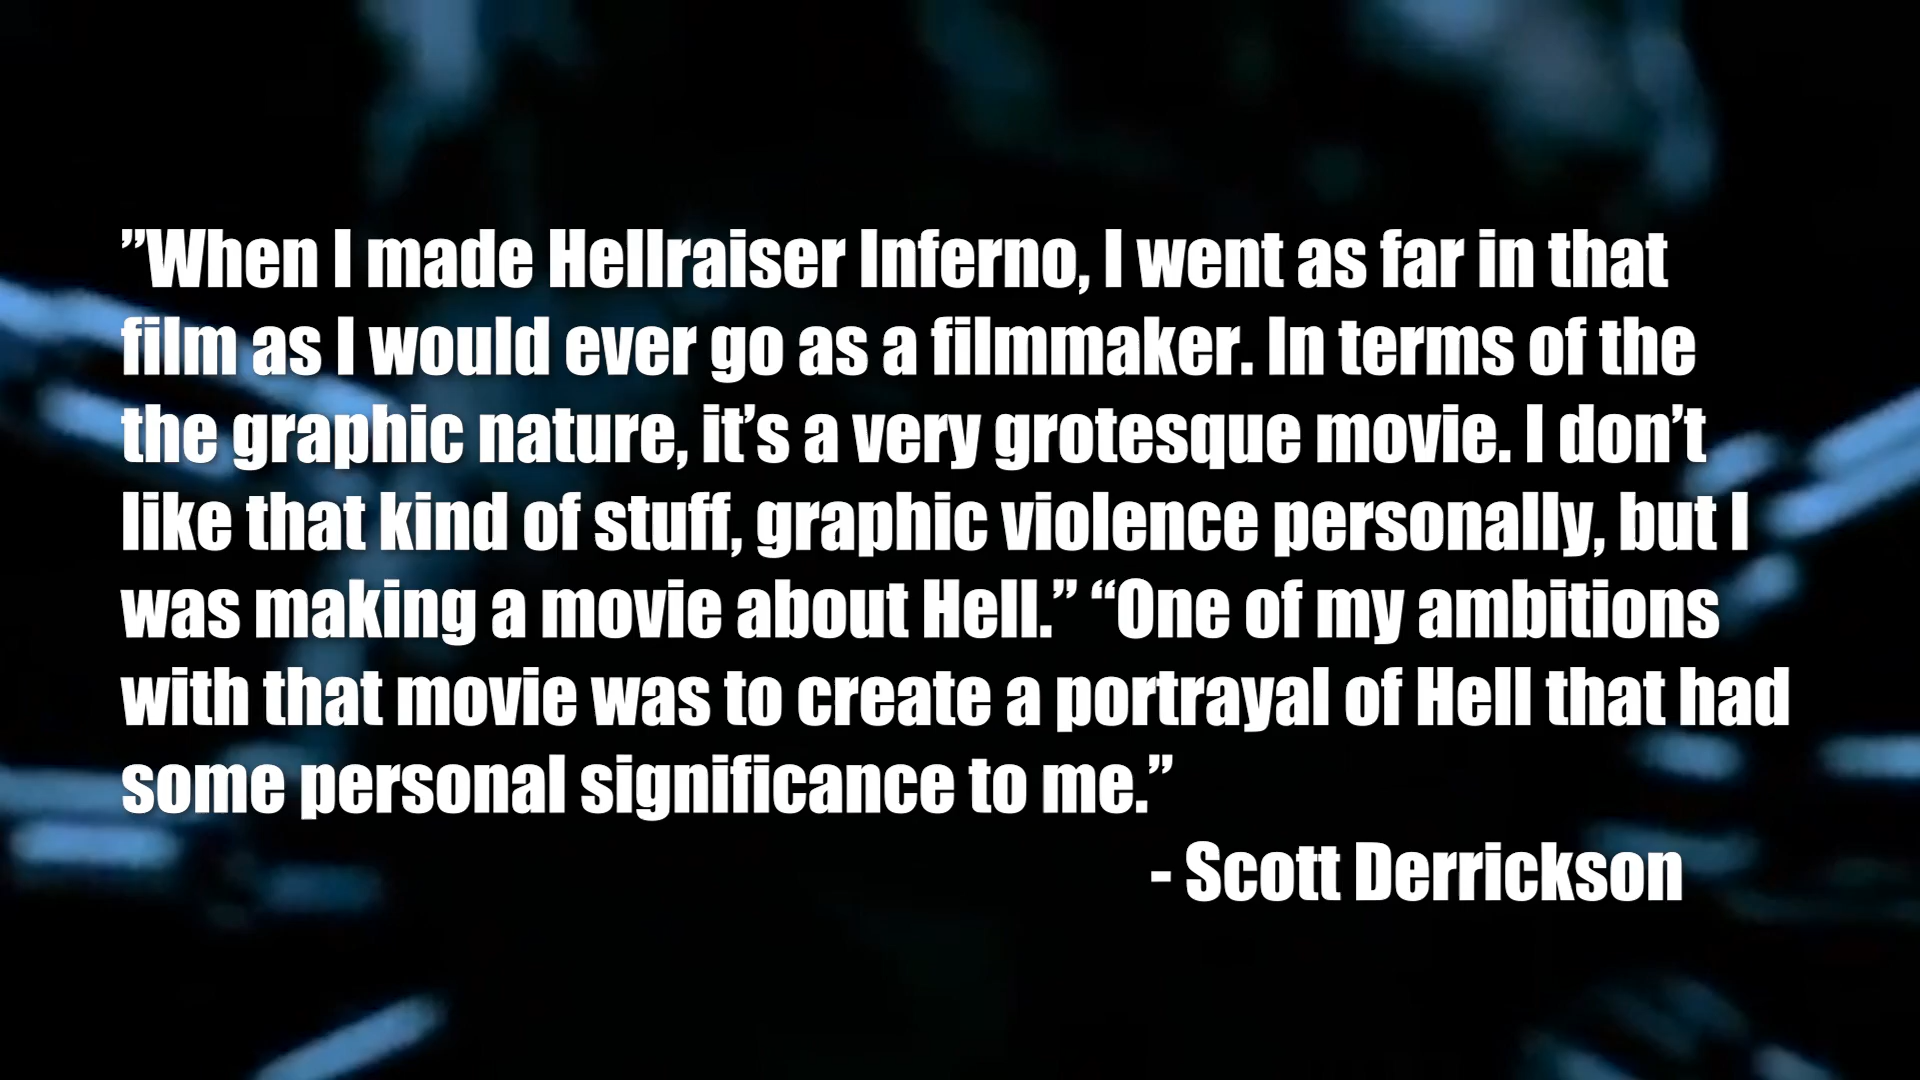 ”When I made Hellraiser Inferno, I went as far in that
film as I would ever go as a filmmaker. In terms of the
the graphic nature, it’s a very grotesque movie. I don’t
like that kind of stuff, graphic violence personally, but I
was making a movie about Hell.” “One of my ambitions
with that movie was to create a portrayal of Hell that had
some personal significance to me.”
- Scott Derrickson